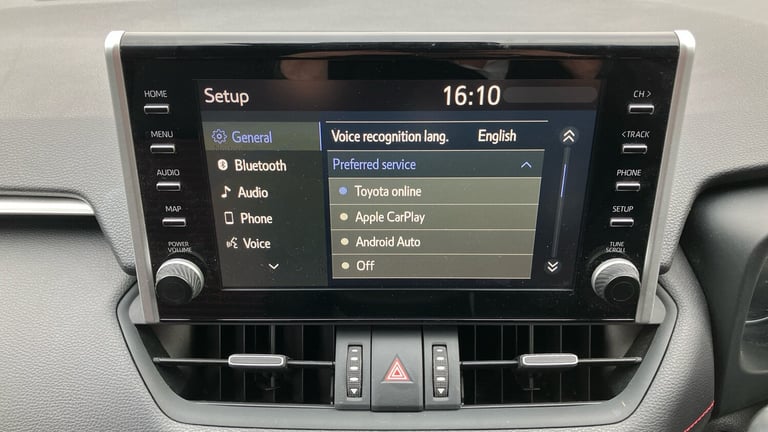 HOME
MENU
AUDIO
MAP
POWER
VOLUME
Setup
16:10
General
Bluetooth
Audio
Phone
Voice
Voice recognition lang. English
Preferred service
Toyota online
Apple CarPlay
Android Auto
Off
CH >
< TRACK
PHONE
SETUP
TUNE
SCROLL